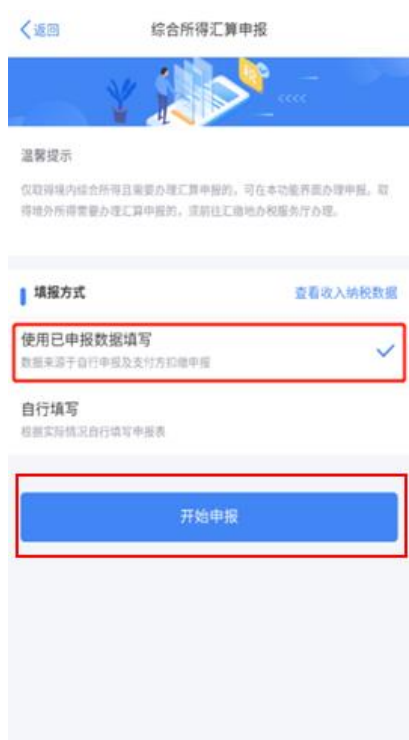 返回
综合所得汇算申报
税
温馨提示
仅取得境内综合所得且需要办理汇算申报的，可在本功能界面办理申报。取
得境外所得需要办理汇算申报的，须前往汇缴地办税服务厅办理。
填报方式
查看收入纳税数据
使用已申报数据填写
数据来源于自行申报及支付方扣缴申报
自行填写
根据实际情况自行填写申报表
开始申报